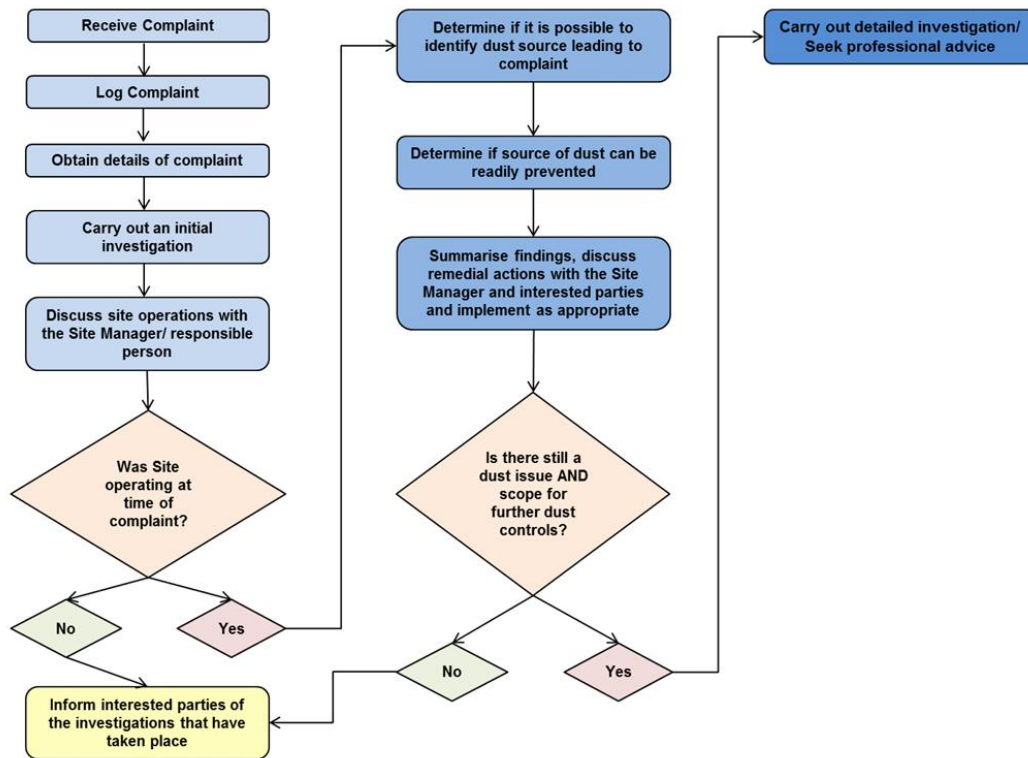 Receive Complaint
Log Complaint
Obtain details of complaint
Carry out an initial
investigation
Discuss site operations with
the Site Manager/ responsible
person
Was Site
operating at
time of
complaint?
No
Yes
Inform interested parties of
the investigations that have
taken place
Determine if it is possible to
identify dust source leading to
complaint
Determine if source of dust can be
readily prevented
Summarise findings, discuss
remedial actions with the Site
Manager and interested parties
and implement as appropriate
Is there still a
dust issue AND
scope for
further dust
controls?
No
Yes
Carry out detailed investigation/
Seek professional advice